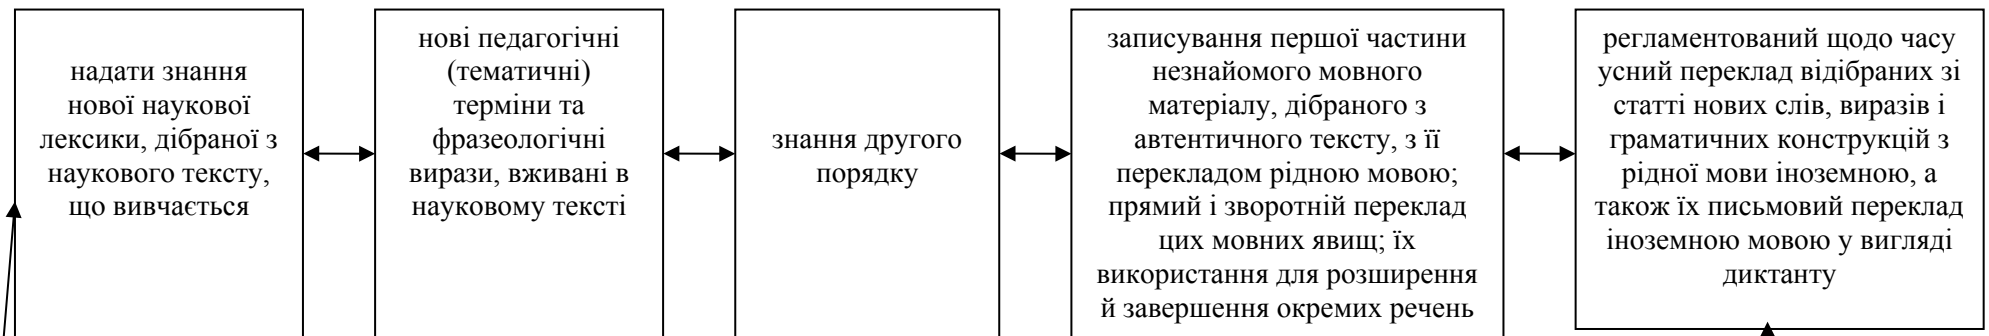 надати знання
нової наукової
лексики, дібраної з
наукового тексту,
що вивчається
нові педагогічні
(тематичні)
терміни та
фразеологічні
вирази, вживані в
науковому тексті
знання другого
порядку
записування першої частини
незнайомого мовного
матеріалу, дібраного з
автентичного тексту, з її
перекладом рідною мовою;
прямий і зворотній переклад
цих мовних явищ; їх
використання для розширення
й завершення окремих речень
регламентований щодо часу
усний переклад відібраних зі
статті нових слів, виразів і
граматичних конструкцій з
рідної мови іноземною, а
також їх письмовий переклад
іноземною мовою у вигляді
диктанту